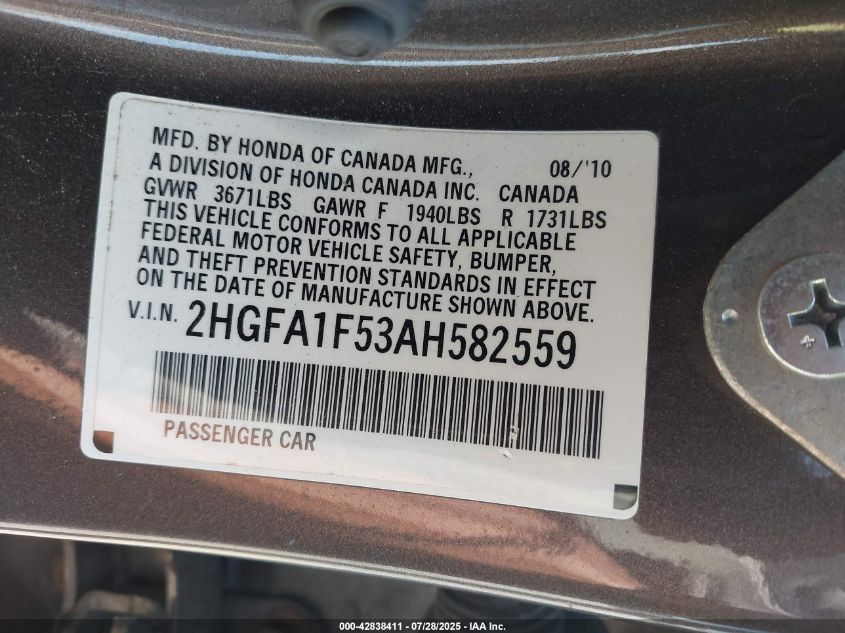 MFD. BY HONDA OF CANADA MFG., 08/'10
A DIVISION OF HONDA CANADA INC. CANADA
GVWR 3671LBS GAWR F 1940LBS R 1731LBS
THIS VEHICLE CONFORMS TO ALL APPLICABLE
FEDERAL MOTOR VEHICLE SAFETY, BUMPER,
AND THEFT PREVENTION STANDARDS IN EFFECT
ON THE DATE OF MANUFACTURE SHOWN ABOVE.
V.I.N. 2HGFA1F53AH582559
PASSENGER CAR
000-42838411 - 07/28/2025 - IAA Inc.